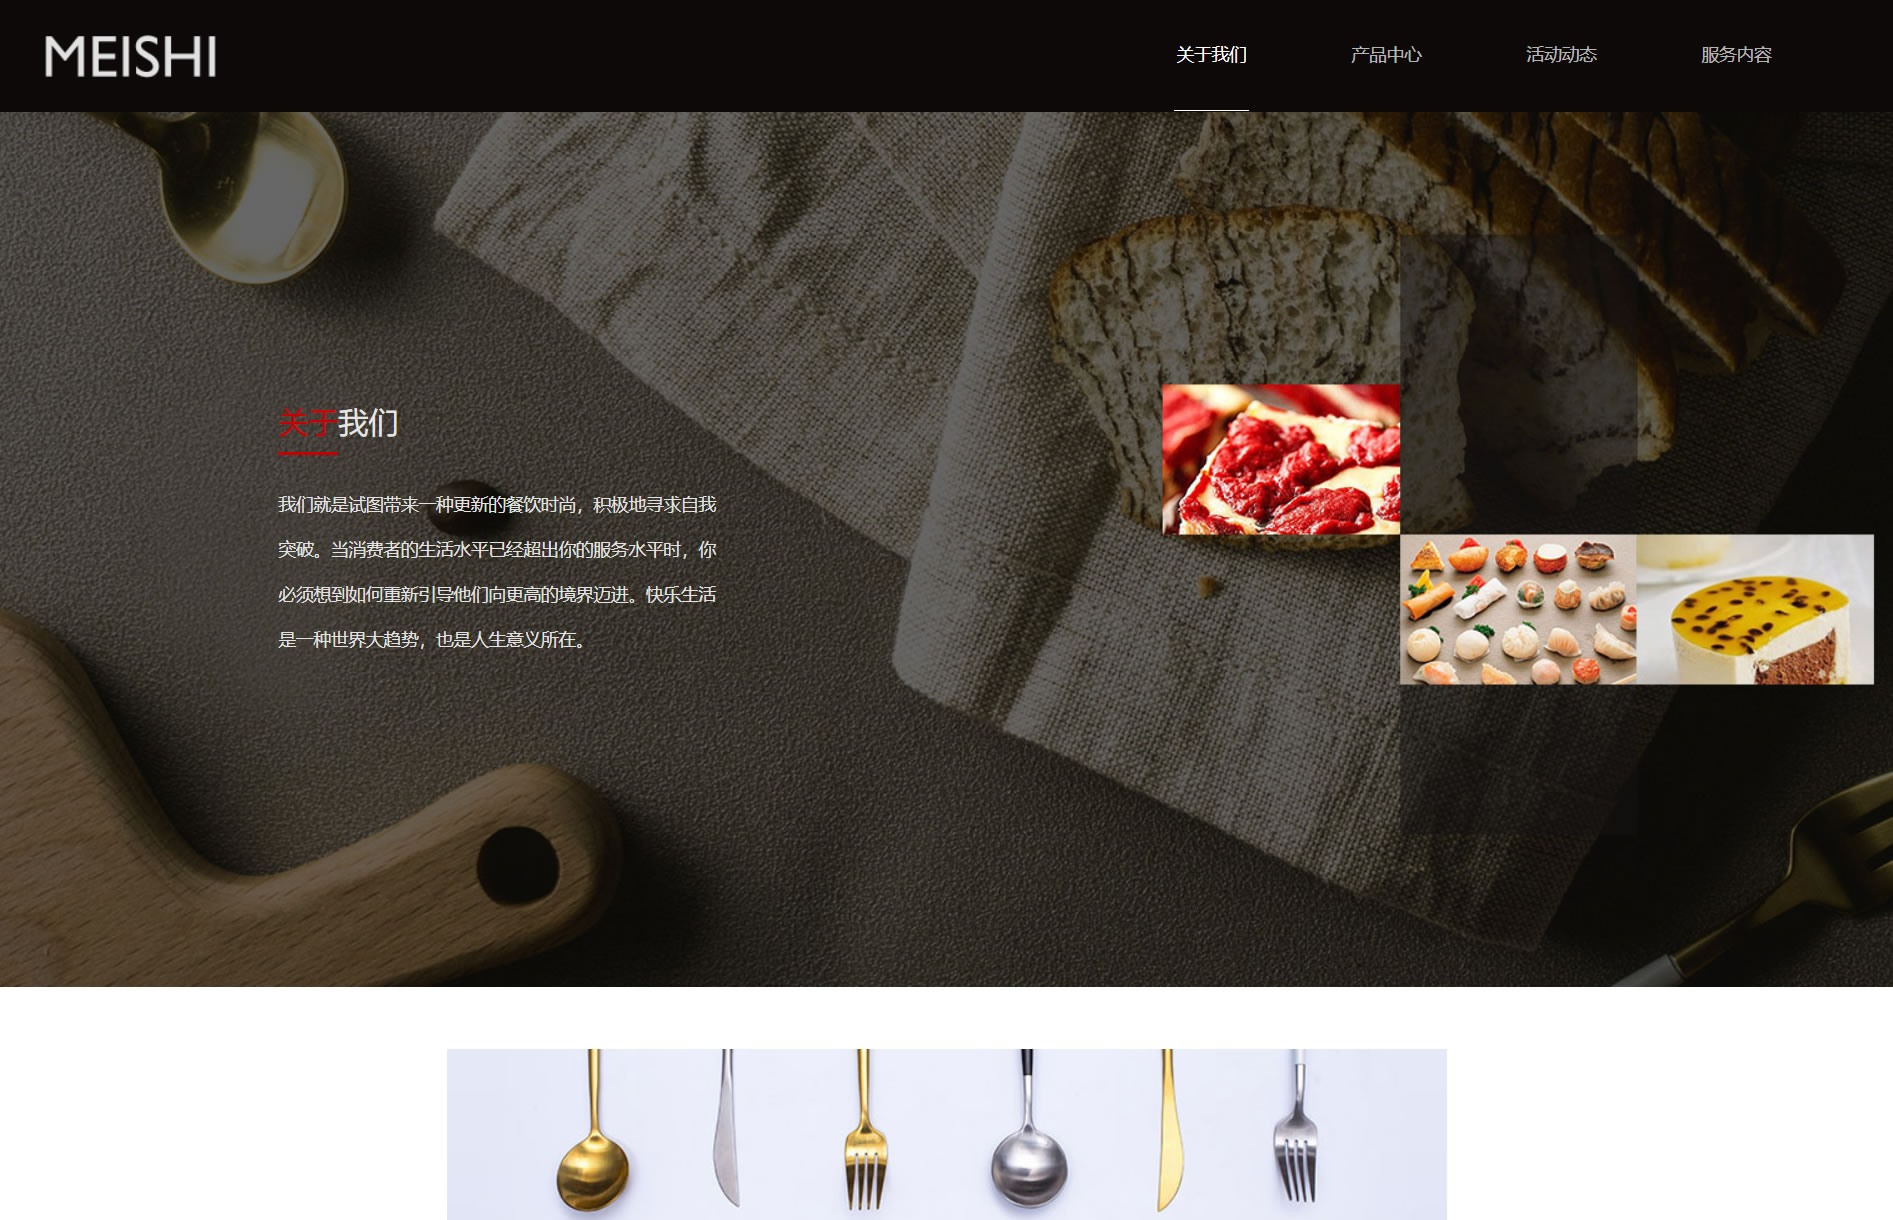 MEISHI
关于我们
产品中心
活动动态
服务内容
关于我们
我们就是试图带来一种更新的餐饮时尚，积极地寻求自我
突破。当消费者的生活水平已经超出你的服务水平时，你
必须想到如何重新引导他们向更高的境界迈进。快乐生活
是一种世界大趋势，也是人生意义所在。